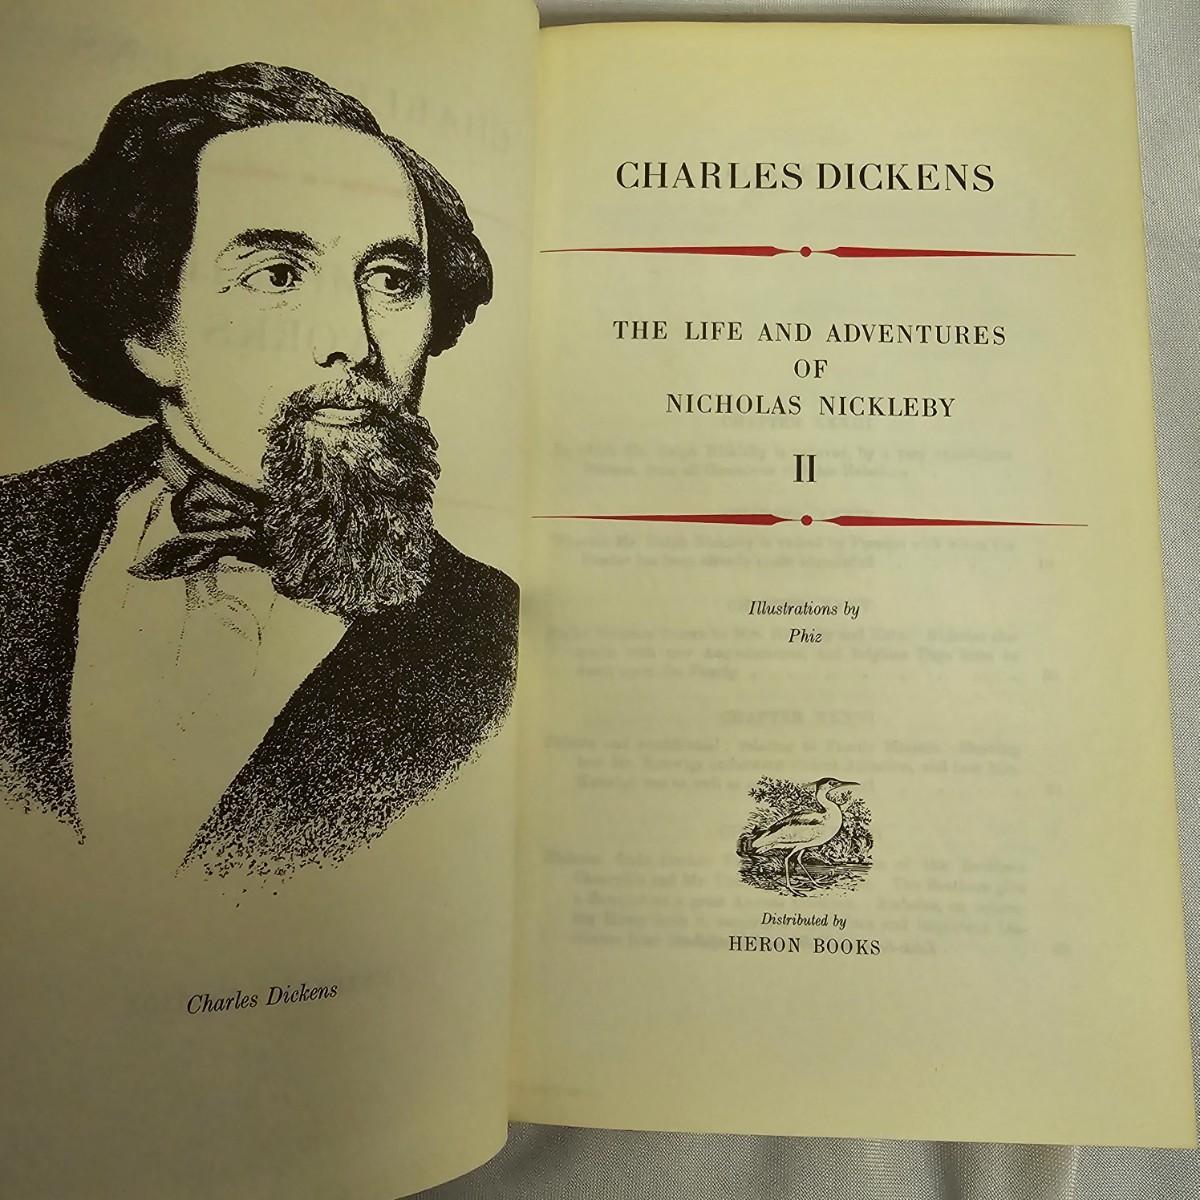 Charles Dickens
CHARLES DICKENS
THE LIFE AND ADVENTURES
OF
NICHOLAS NICKLEBY
II
Illustrations by
Phiz
Distributed by
HERON BOOKS